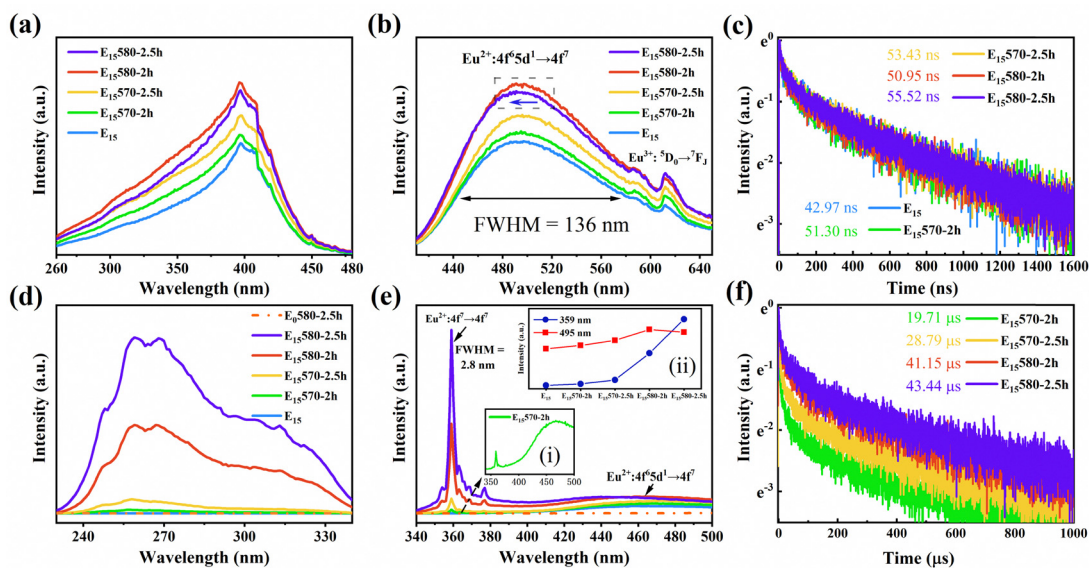 (a)
E₁₅580-2.5h
E₁₅580-2h
E₁₅570-2.5h
E₁₅570-2h
E₁₅
Intensity (a.u.)
260 300 350 400 440 480
Wavelength (nm)
(b)
Eu²⁺:4f⁶5d¹→4f⁷
E₁₅580-2.5h
E₁₅580-2h
E₁₅570-2.5h
E₁₅570-2h
E₁₅
Eu³⁺: ⁵D₀→⁷F_J
FWHM = 136 nm
Intensity (a.u.)
440 480 520 560 600 640
Wavelength (nm)
(c)
e⁰
e⁻¹
e⁻²
e⁻³
53.43 ns E₁₅570-2.5h
50.95 ns E₁₅580-2h
55.52 ns E₁₅580-2.5h
42.97 ns E₁₅
51.30 ns E₁₅570-2h
Intensity (a.u.)
0 200 400 600 800 1000 1200 1400 1600
Time (ns)
(d)
E₀580-2.5h
E₁₅580-2.5h
E₁₅580-2h
E₁₅570-2.5h
E₁₅570-2h
E₁₅
Intensity (a.u.)
240 270 300 330
Wavelength (nm)
(e)
Eu²⁺:4f⁷→4f⁷
FWHM =
2.8 nm
359 nm
495 nm
Intensity (a.u.)
(ii)
E₁₅ E₁₅570-2h E₁₅570-2.5h E₁₅580-2h E₁₅580-2.5h
E₁₅570-2h
(i)
350 400 450 500
Eu²⁺:4f⁶5d¹→4f⁷
Intensity (a.u.)
340 360 380 400 420 440 460 480 500
Wavelength (nm)
(f)
e⁰
e⁻¹
e⁻²
e⁻³
19.71 μs E₁₅570-2h
28.79 μs E₁₅570-2.5h
41.15 μs E₁₅580-2h
43.44 μs E₁₅580-2.5h
Intensity (a.u.)
0 200 400 600 800 1000
Time (μs)